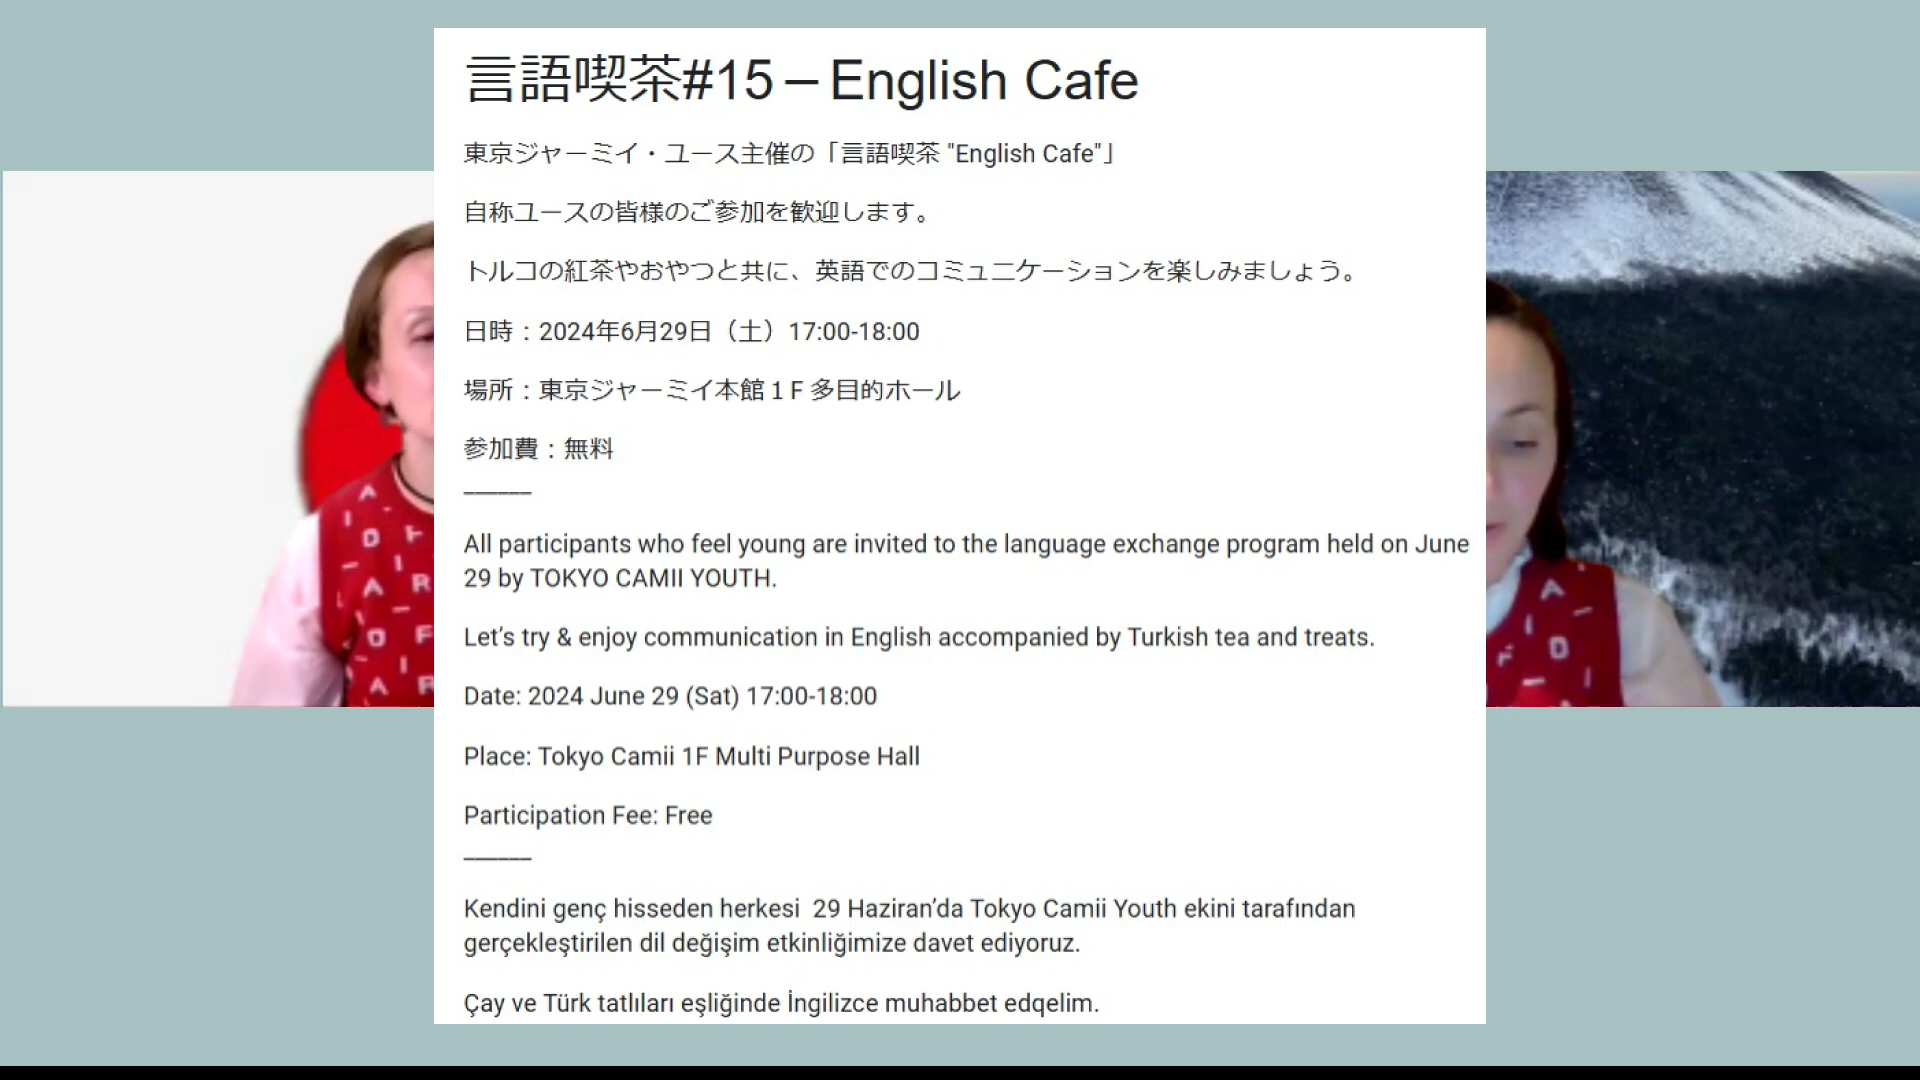 言語喫茶#15 – English Cafe
東京ジャーミイ・ユース主催の「言語喫茶 "English Cafe"」
自称ユースの皆様のご参加を歓迎します。
トルコの紅茶やおやつと共に、英語でのコミュニケーションを楽しみましょう。
日時：2024年6月29日（土）17:00-18:00
場所：東京ジャーミイ本館１F 多目的ホール
参加費：無料
———
All participants who feel young are invited to the language exchange program held on June
29 by TOKYO CAMII YOUTH.
Let’s try & enjoy communication in English accompanied by Turkish tea and treats.
Date: 2024 June 29 (Sat) 17:00-18:00
Place: Tokyo Camii 1F Multi Purpose Hall
Participation Fee: Free
———
Kendini genç hisseden herkesi  29 Haziran’da Tokyo Camii Youth ekini tarafından
gerçekleştirilen dil değişim etkinliğimize davet ediyoruz.
Çay ve Türk tatlıları eşliğinde İngilizce muhabbet edqelim.